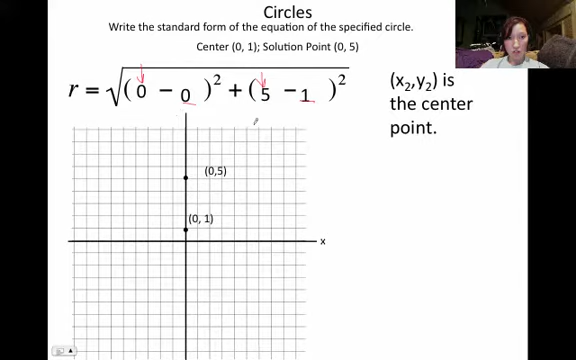 Circles
Write the standard form of the equation of the specified circle.
Center (0, 1); Solution Point (0, 5)
r = √(0 − 0)² + (5 − 1)²
(x₂,y₂) is
the center
point.
(0,5)
(0, 1)
x